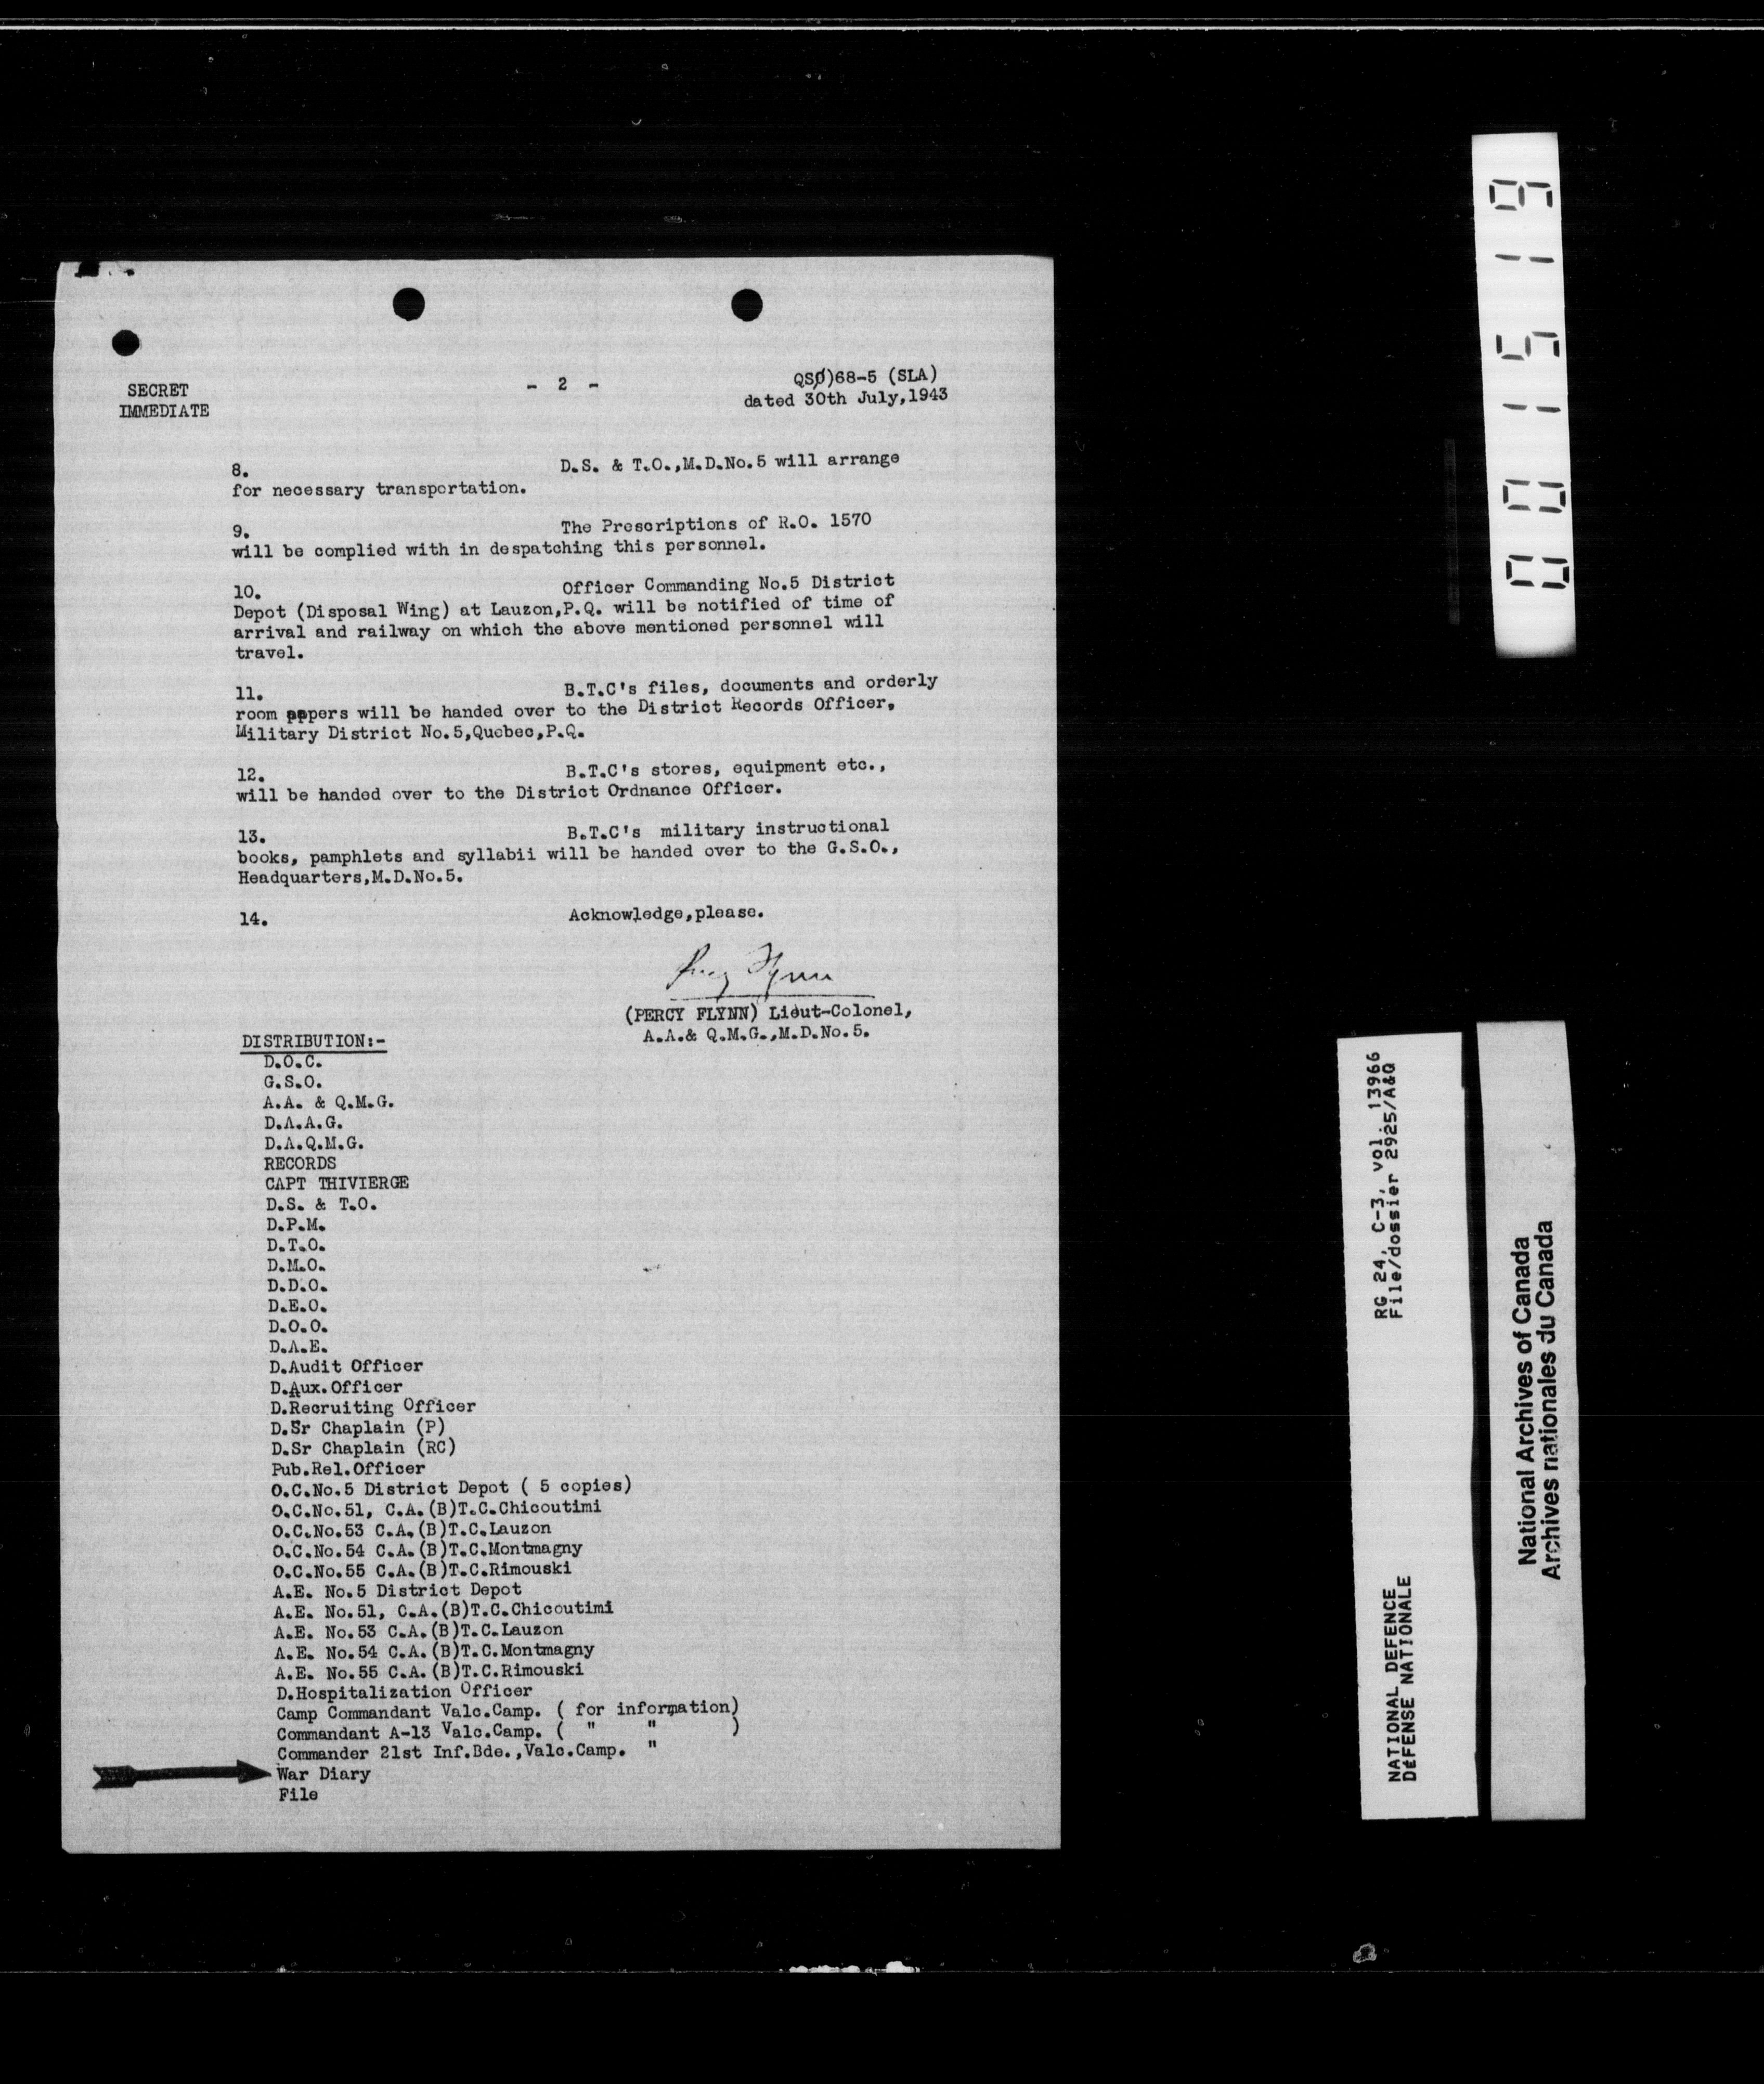 SECRET
IMMEDIATE
- 2 -
QSØ)68-5 (SLA)
dated 30th July,1943
8. D.S. & T.O.,M.D.No.5 will arrange
for necessary transportation.
9. The Prescriptions of R.O. 1570
will be complied with in despatching this personnel.
10. Officer Commanding No.5 District
Depot (Disposal Wing) at Lauzon,P.Q. will be notified of time of
arrival and railway on which the above mentioned personnel will
travel.
11. B.T.C's files, documents and orderly
room papers will be handed over to the District Records Officer,
Military District No.5,Quebec,P.Q.
12. B.T.C's stores, equipment etc.,
will be handed over to the District Ordnance Officer.
13. B.T.C's military instructional
books, pamphlets and syllabii will be handed over to the G.S.O.,
Headquarters,M.D.No.5.
14. Acknowledge,please.
Percy Flynn
(PERCY FLYNN) Lieut-Colonel,
A.A.& Q.M.G.,M.D.No.5.
DISTRIBUTION:-
D.O.C.
G.S.O.
A.A. & Q.M.G.
D.A.A.G.
D.A.Q.M.G.
RECORDS
CAPT THIVIERGE
D.S. & T.O.
D.P.M.
D.T.O.
D.M.O.
D.D.O.
D.E.O.
D.O.O.
D.A.E.
D.Audit Officer
D.Aux.Officer
D.Recruiting Officer
D.Sr Chaplain (P)
D.Sr Chaplain (RC)
Pub.Rel.Officer
O.C.No.5 District Depot ( 5 copies)
O.C.No.51, C.A.(B)T.C.Chicoutimi
O.C.No.53 C.A.(B)T.C.Lauzon
O.C.No.54 C.A.(B)T.C.Montmagny
O.C.No.55 C.A.(B)T.C.Rimouski
A.E. No.5 District Depot
A.E. No.51, C.A.(B)T.C.Chicoutimi
A.E. No.53 C.A.(B)T.C.Lauzon
A.E. No.54 C.A.(B)T.C.Montmagny
A.E. No.55 C.A.(B)T.C.Rimouski
D.Hospitalization Officer
Camp Commandant Valc.Camp. ( for information)
Commandant A-13 Valc.Camp. ( " " )
Commander 21st Inf.Bde.,Valc.Camp. "
War Diary
File
001519
RG 24, C-3, vol. 13966
File/dossier 2925/A&Q
NATIONAL DEFENCE
DéFENSE NATIONALE
National Archives of Canada
Archives nationales du Canada